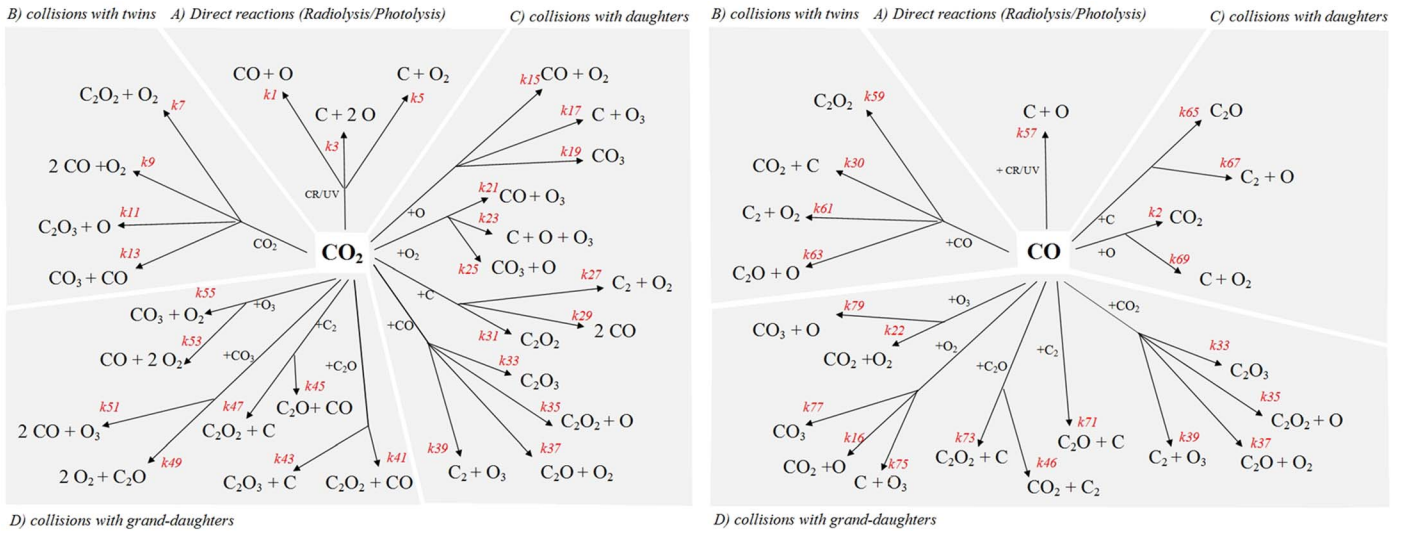 B) collisions with twins
A) Direct reactions (Radiolysis/Photolysis)
C) collisions with daughters
CO + O
k1
C + 2 O
k3
C + O₂
k5
CR/UV
C₂O₂ + O₂
k7
2 CO +O₂
k9
C₂O₃ + O
k11
CO₃ + CO
k13
CO₂
CO₂
k15
CO + O₂
k17
C + O₃
k19
CO₃
+O
k21
CO + O₃
k23
C + O + O₃
k25
CO₃ + O
+O₂
k27
C₂ + O₂
k29
2 CO
k31
C₂O₂
+C
k33
C₂O₃
k35
C₂O₂ + O
k37
C₂O + O₂
k39
C₂ + O₃
+CO
k55
CO₃ + O₂
k53
CO + 2 O₂
+O₃
+CO₃
k51
2 CO + O₃
k49
2 O₂ + C₂O
+C₂
k47
C₂O₂ + C
k45
C₂O+ CO
+C₂O
k43
C₂O₃ + C
k41
C₂O₂ + CO
D) collisions with grand-daughters
B) collisions with twins
A) Direct reactions (Radiolysis/Photolysis)
C) collisions with daughters
C + O
k57
+ CR/UV
C₂O₂
k59
CO₂ + C
k30
C₂ + O₂
k61
C₂O + O
k63
+CO
CO
k65
C₂O
k67
C₂ + O
+C
k2
CO₂
k69
C + O₂
+O
k79
CO₃ + O
k22
CO₂ +O₂
+O₃
+O₂
k77
CO₃
k16
CO₂ +O
k75
C + O₃
+C₂O
k73
C₂O₂ + C
k46
CO₂ + C₂
+C₂
k71
C₂O + C
+CO₂
k33
C₂O₃
k35
C₂O₂ + O
k37
C₂O + O₂
k39
C₂ + O₃
D) collisions with grand-daughters